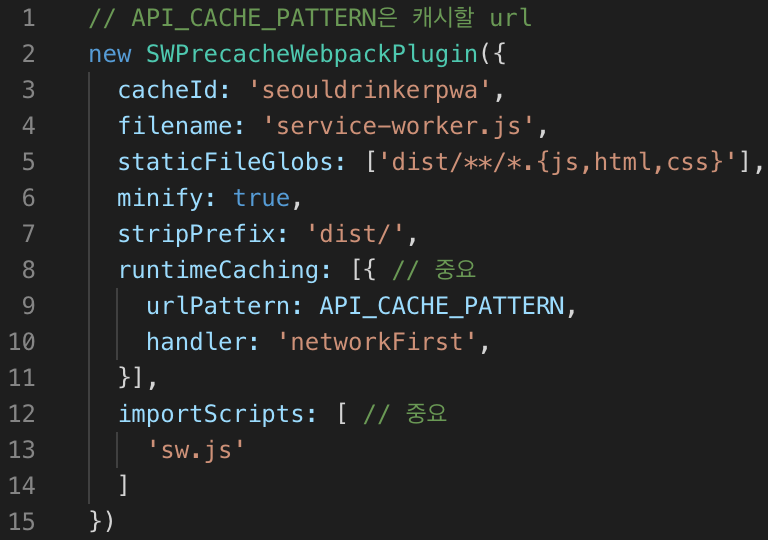 1 // API_CACHE_PATTERN은 캐시할 url
2 new SWPrecacheWebpackPlugin({
3   cacheId: 'seouldrinkerpwa',
4   filename: 'service-worker.js',
5   staticFileGlobs: ['dist/**/*.{js,html,css}'],
6   minify: true,
7   stripPrefix: 'dist/',
8   runtimeCaching: [{ // 중요
9     urlPattern: API_CACHE_PATTERN,
10     handler: 'networkFirst',
11   }],
12   importScripts: [ // 중요
13     'sw.js'
14   ]
15 })